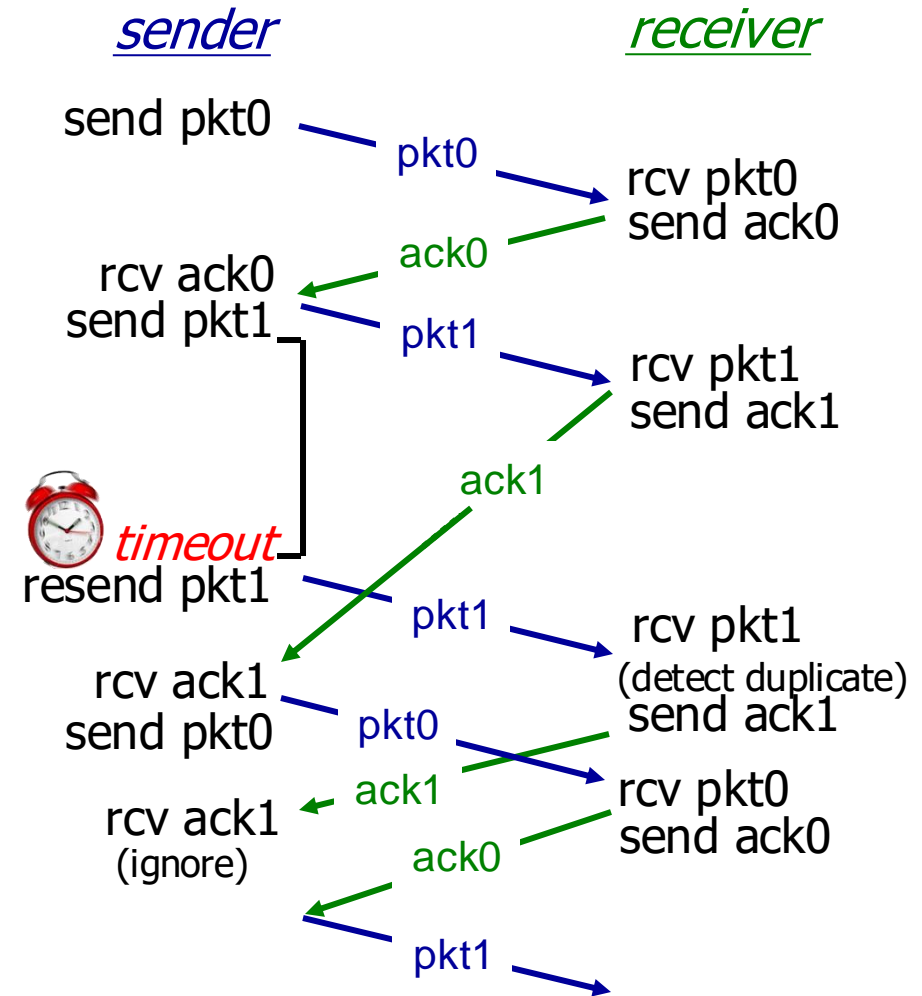 sender
receiver
send pkt0
pkt0
rcv pkt0
send ack0
ack0
rcv ack0
send pkt1
pkt1
rcv pkt1
send ack1
ack1
timeout
resend pkt1
pkt1
rcv pkt1
(detect duplicate)
send ack1
rcv ack1
send pkt0
pkt0
ack1
rcv pkt0
send ack0
rcv ack1
(ignore)
ack0
pkt1